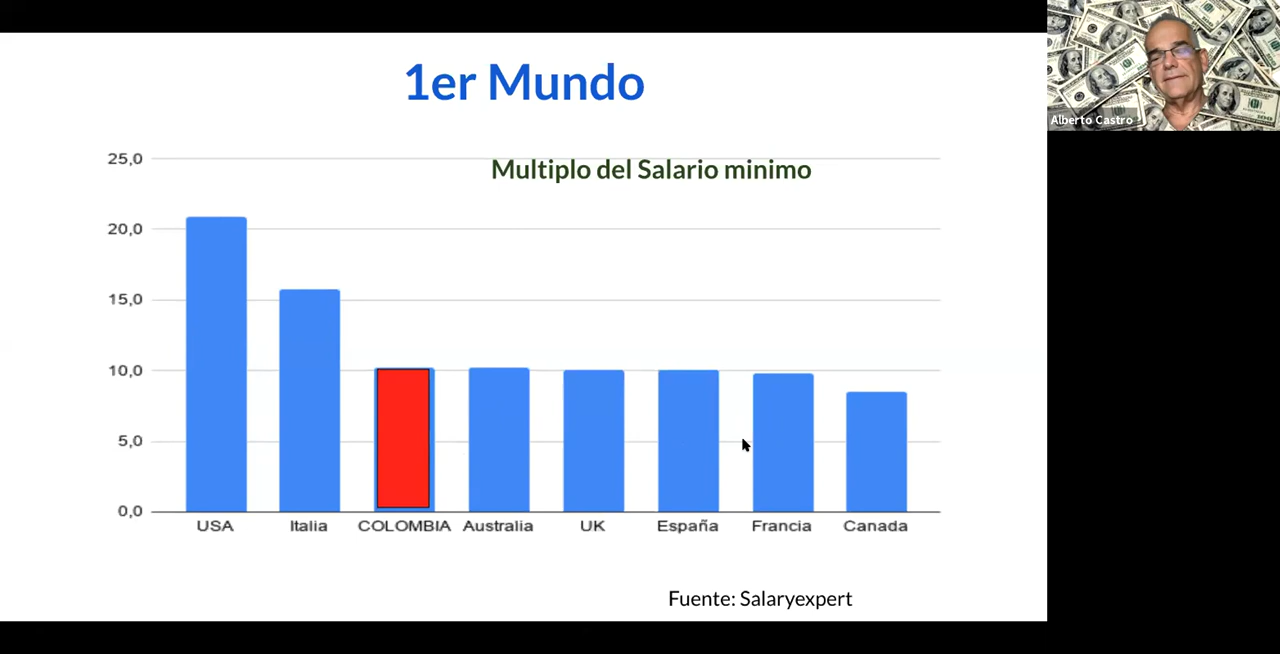 1er Mundo
Multiplo del Salario minimo
25,0
20,0
15,0
10,0
5,0
0,0
USA Italia COLOMBIA Australia UK España Francia Canada
Fuente: Salaryexpert
Alberto Castro